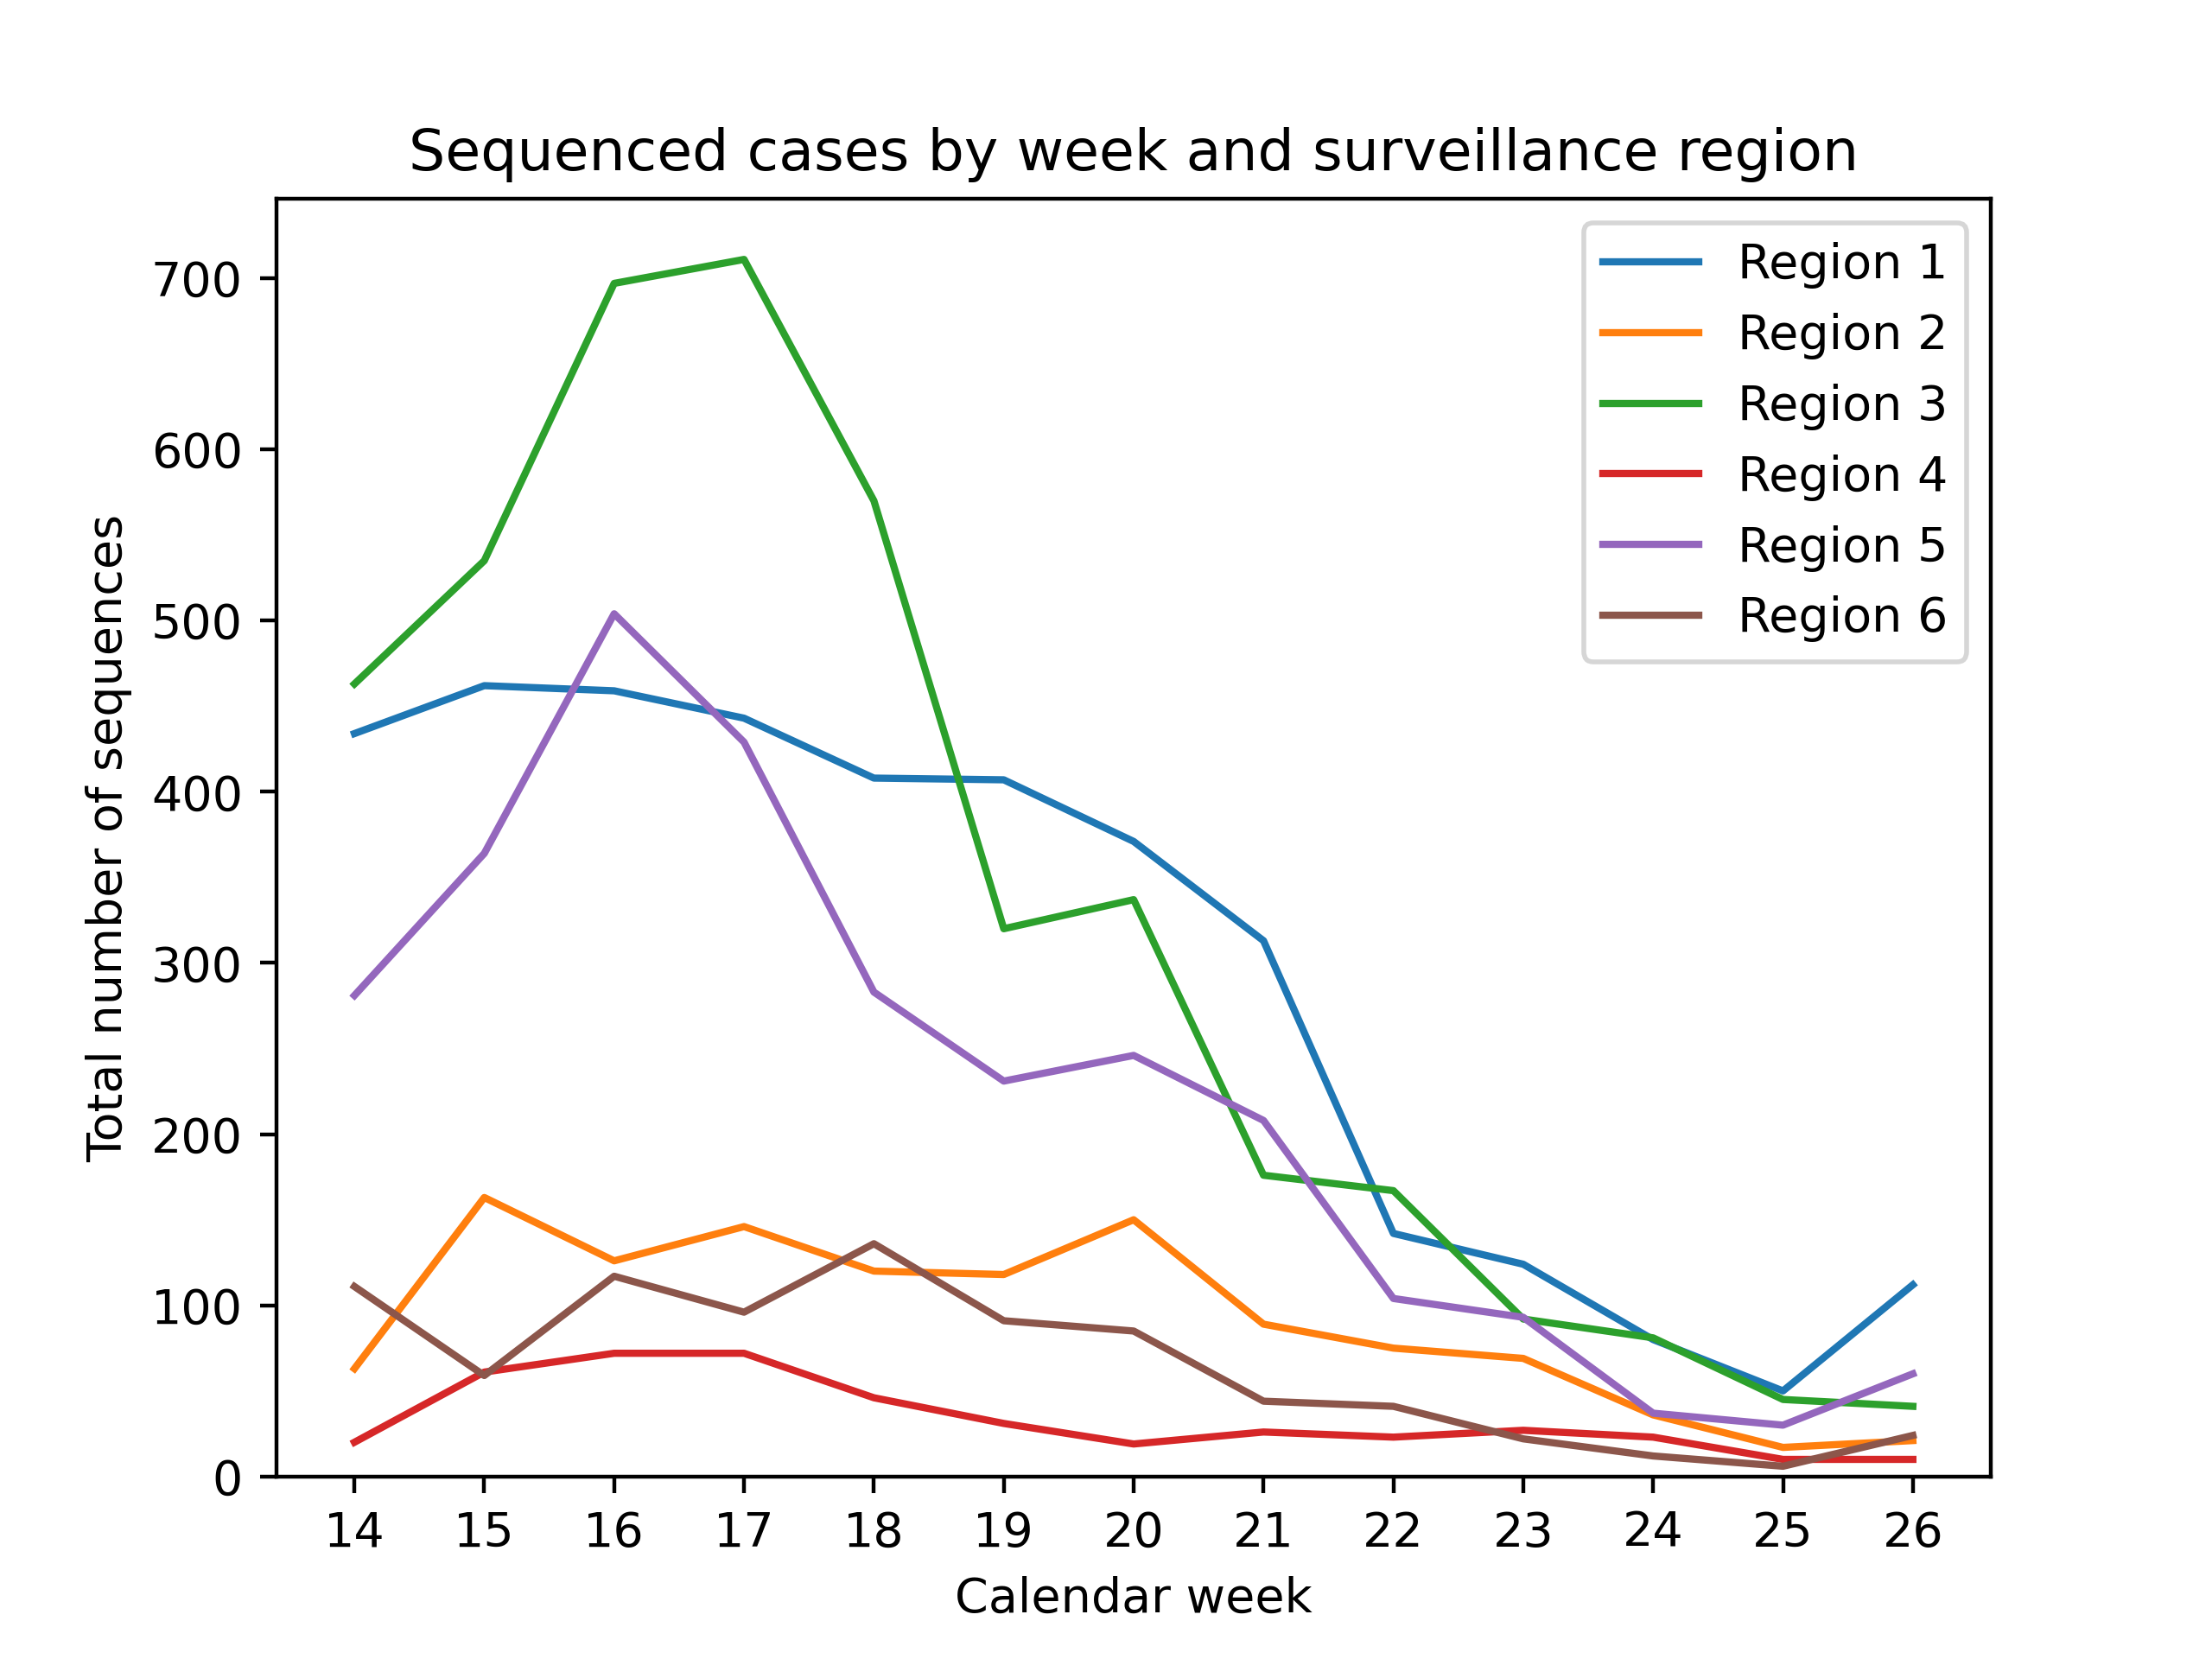 Sequenced cases by week and surveillance region
Total number of sequences
700
600
500
400
300
200
100
0
14 15 16 17 18 19 20 21 22 23 24 25 26
Calendar week
Region 1
Region 2
Region 3
Region 4
Region 5
Region 6